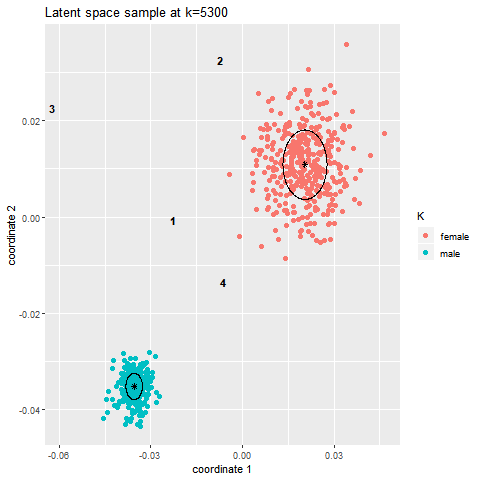 Latent space sample at k=5300
2
3
1
4
0.02
0.00
-0.02
-0.04
-0.06
-0.03
0.00
0.03
coordinate 1
coordinate 2
K
female
male